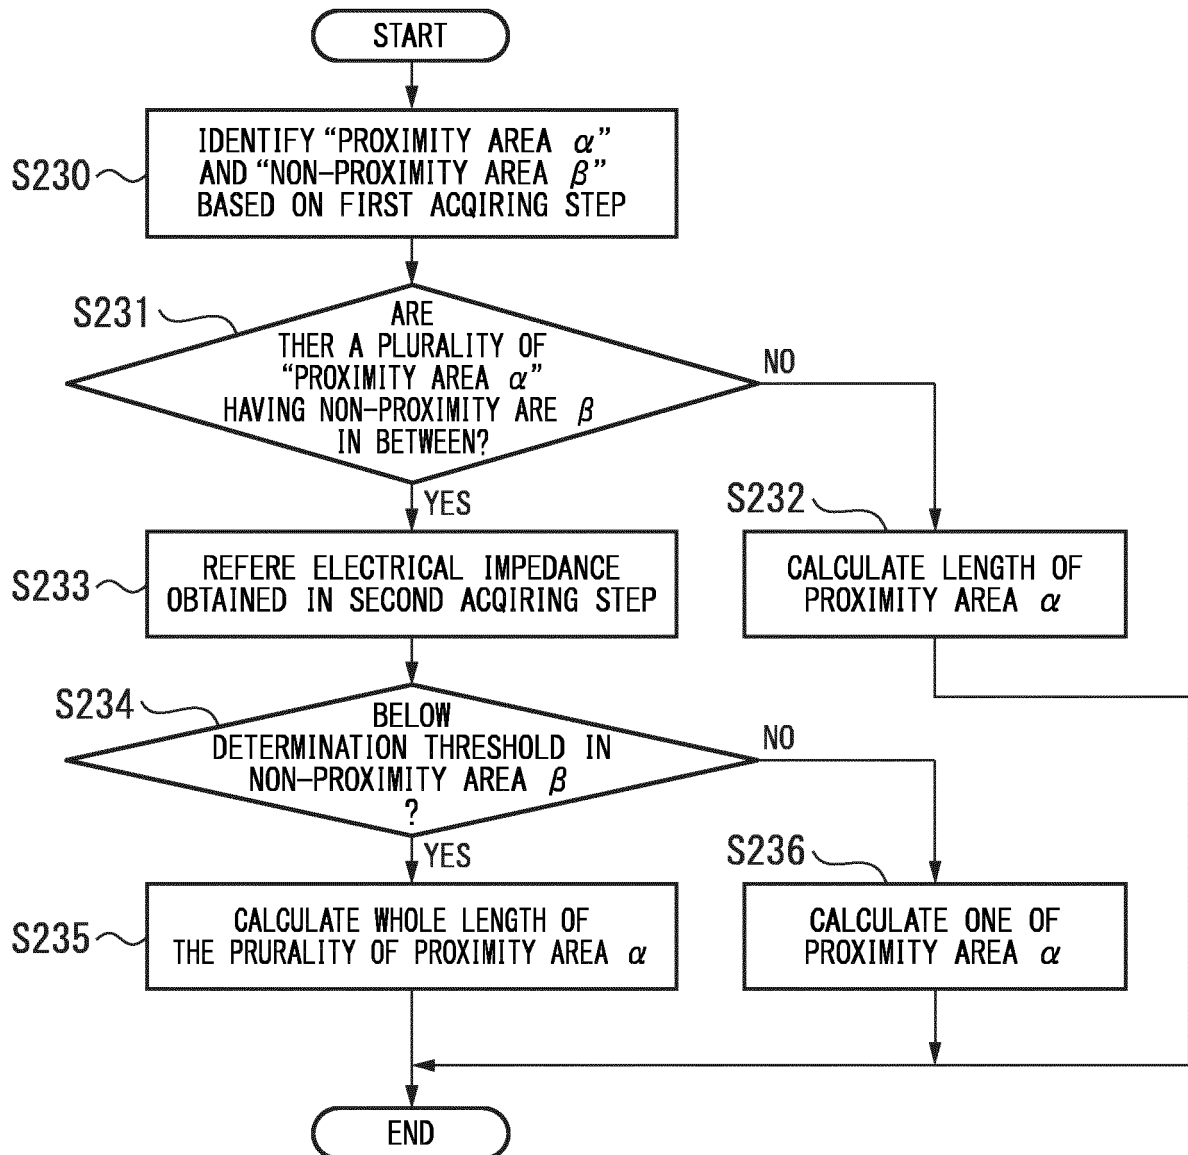 START
S230
IDENTIFY “PROXIMITY AREA α”
AND “NON-PROXIMITY AREA β”
BASED ON FIRST ACQIRING STEP
S231
ARE
THER A PLURALITY OF
“PROXIMITY AREA α”
HAVING NON-PROXIMITY ARE β
IN BETWEEN?
NO
YES
S232
CALCULATE LENGTH OF
PROXIMITY AREA α
S233
REFERE ELECTRICAL IMPEDANCE
OBTAINED IN SECOND ACQUIRING STEP
S234
BELOW
DETERMINATION THRESHOLD IN
NON-PROXIMITY AREA β
?
NO
YES
S235
CALCULATE WHOLE LENGTH OF
THE PRURALITY OF PROXIMITY AREA α
S236
CALCULATE ONE OF
PROXIMITY AREA α
END